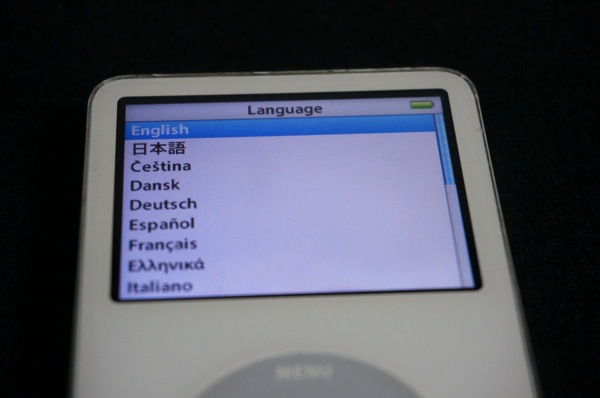 Language
English
日本語
Čeština
Dansk
Deutsch
Español
Français
Ελληνικά
Italiano
MENU